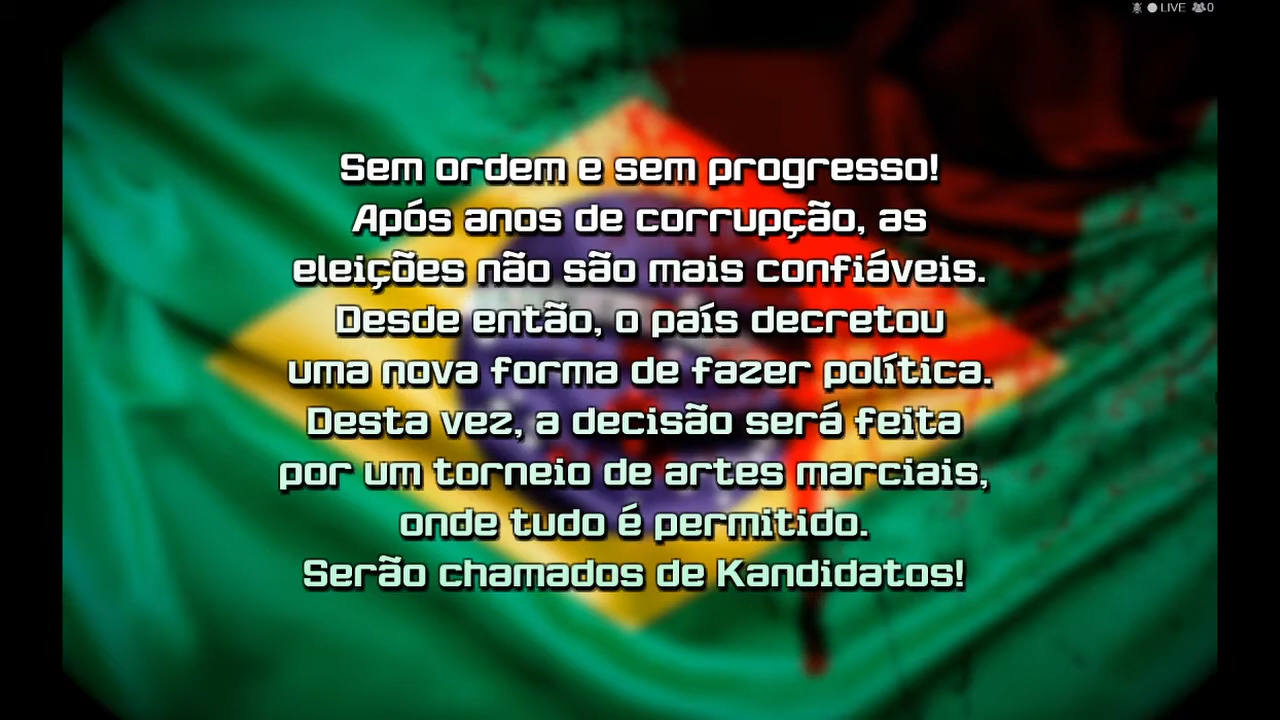 LIVE 0
Sem ordem e sem progresso!
Após anos de corrupção, as
eleições não são mais confiáveis.
Desde então, o país decretou
uma nova forma de fazer política.
Desta vez, a decisão será feita
por um torneio de artes marciais,
onde tudo é permitido.
Serão chamados de Kandidatos!